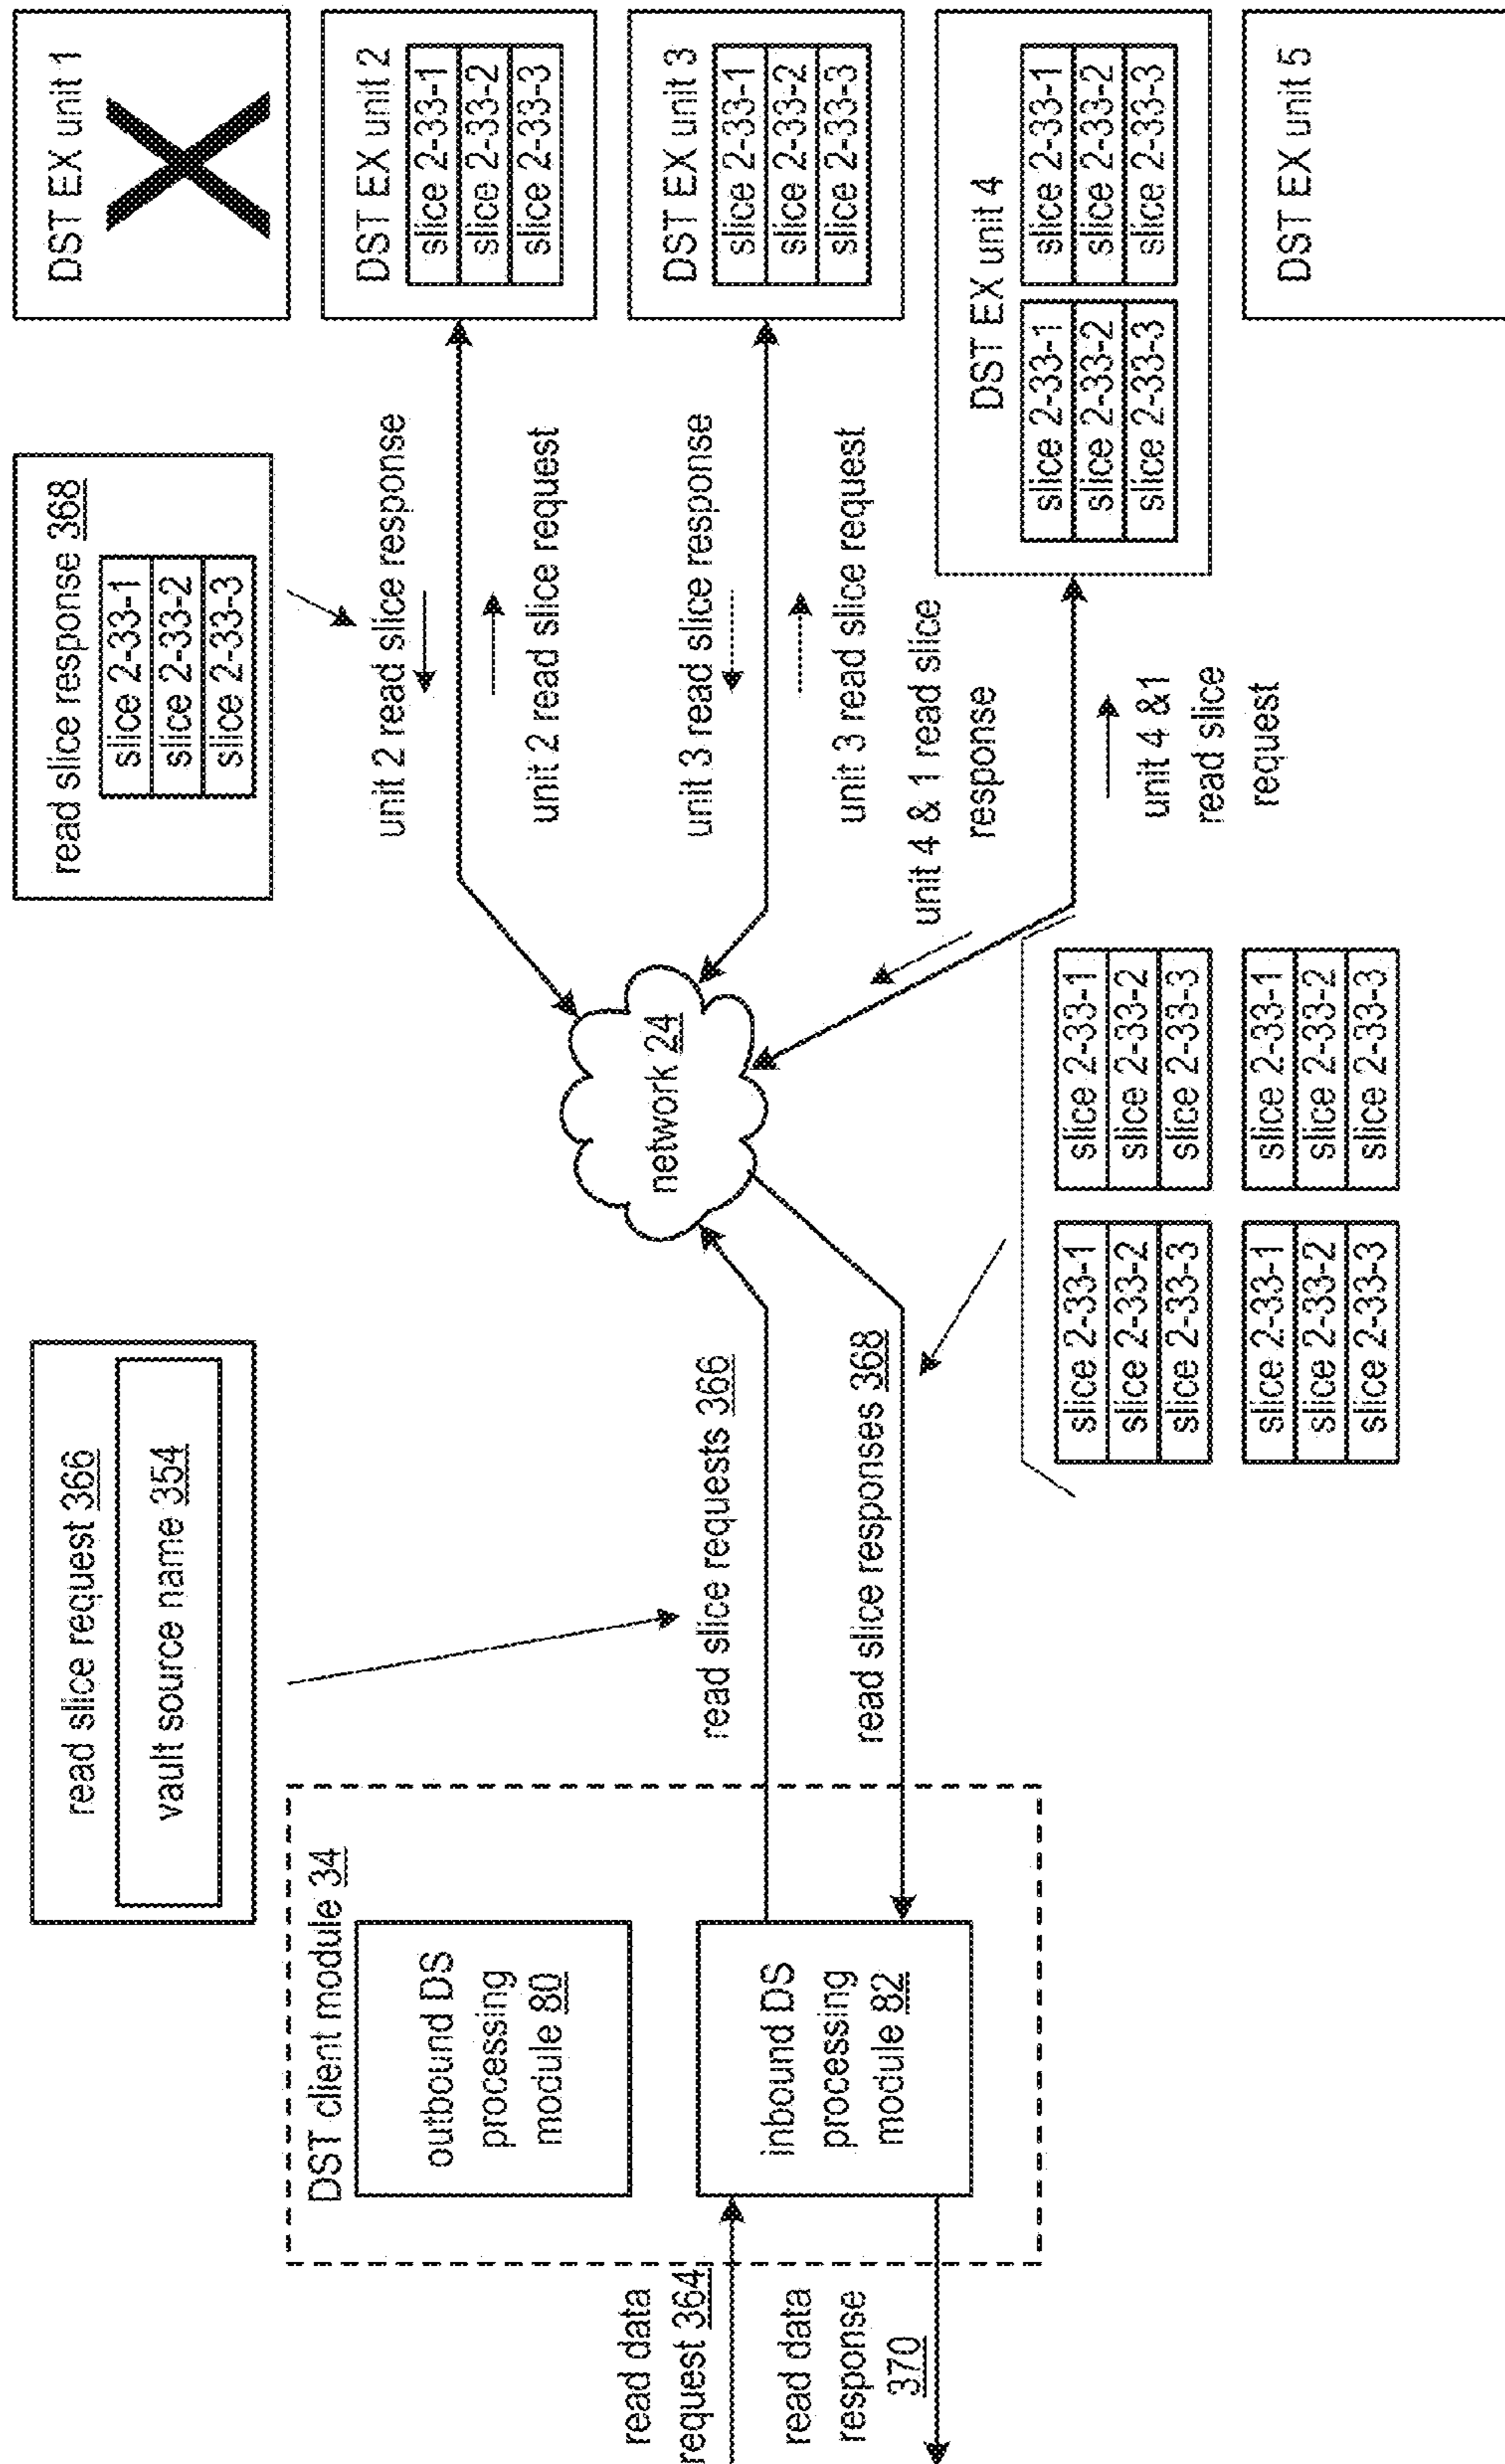 read slice request 366
vault source name 354
read slice response 368
slice 2-33-1
slice 2-33-2
slice 2-33-3
DST EX unit 1
DST client module 34
outbound DS
processing
module 80
inbound DS
processing
module 82
read data
request 364
read data
response
370
read slice requests 366
read slice responses 368
network 24
unit 2 read slice response
unit 2 read slice request
DST EX unit 2
slice 2-33-1
slice 2-33-2
slice 2-33-3
unit 3 read slice response
unit 3 read slice request
DST EX unit 3
slice 2-33-1
slice 2-33-2
slice 2-33-3
unit 4 & 1 read slice
response
unit 4 &1
read slice
request
DST EX unit 4
slice 2-33-1
slice 2-33-2
slice 2-33-3
slice 2-33-1
slice 2-33-2
slice 2-33-3
slice 2-33-1
slice 2-33-2
slice 2-33-3
slice 2-33-1
slice 2-33-2
slice 2-33-3
slice 2-33-1
slice 2-33-2
slice 2-33-3
slice 2-33-1
slice 2-33-2
slice 2-33-3
DST EX unit 5